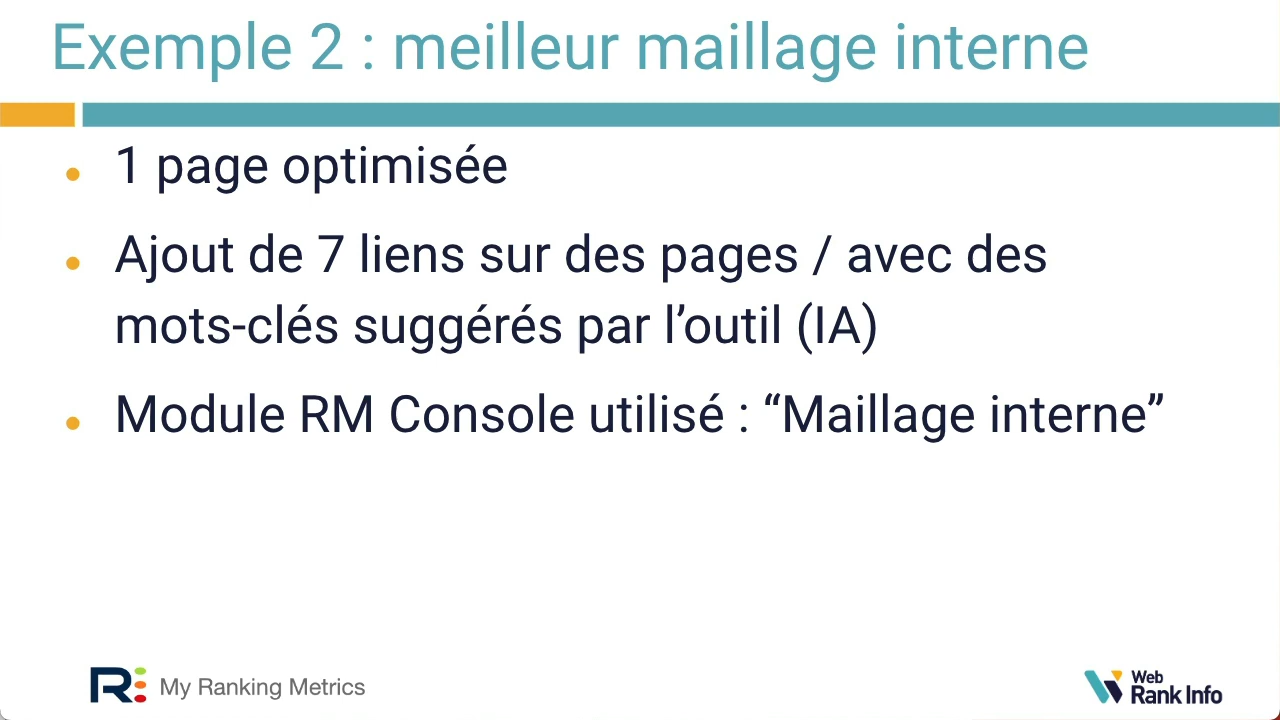 Exemple 2 : meilleur maillage interne
• 1 page optimisée
• Ajout de 7 liens sur des pages / avec des
mots-clés suggérés par l’outil (IA)
• Module RM Console utilisé : “Maillage interne”
R My Ranking Metrics
Web
Rank Info